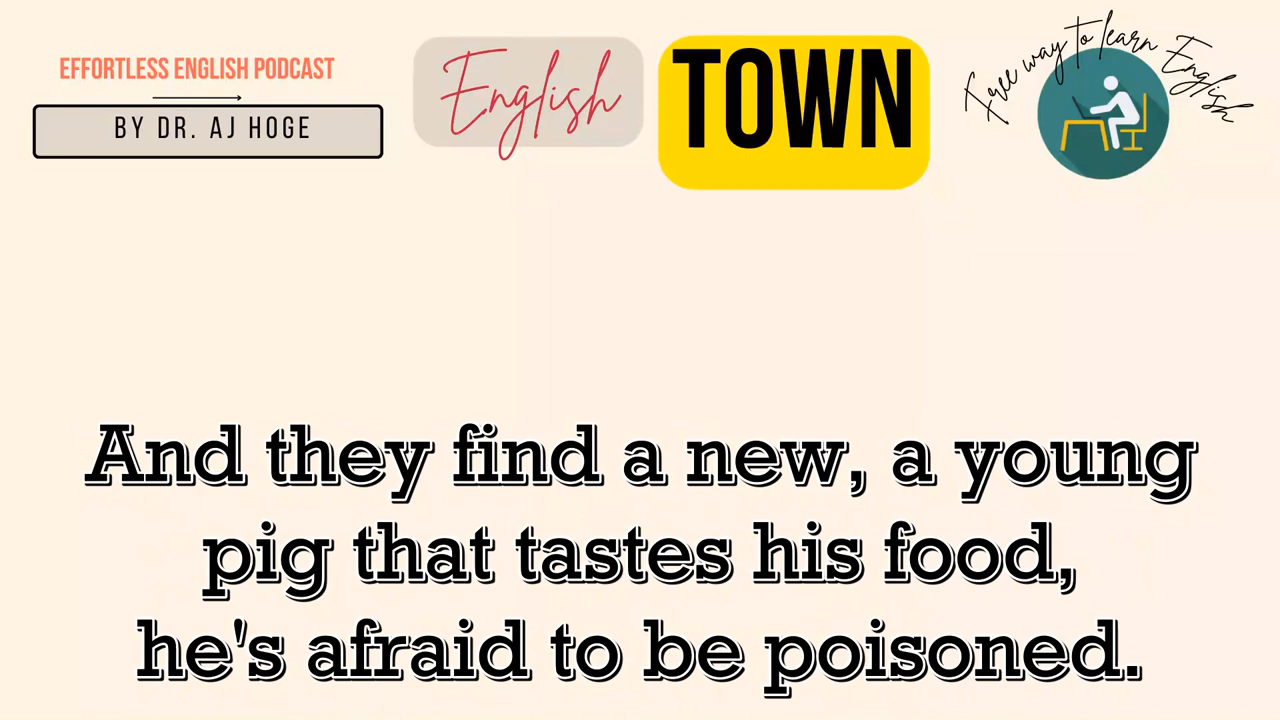 EFFORTLESS ENGLISH PODCAST
BY DR. AJ HOGE
English
TOWN
Free way to learn English
And they find a new, a young
pig that tastes his food,
he's afraid to be poisoned.